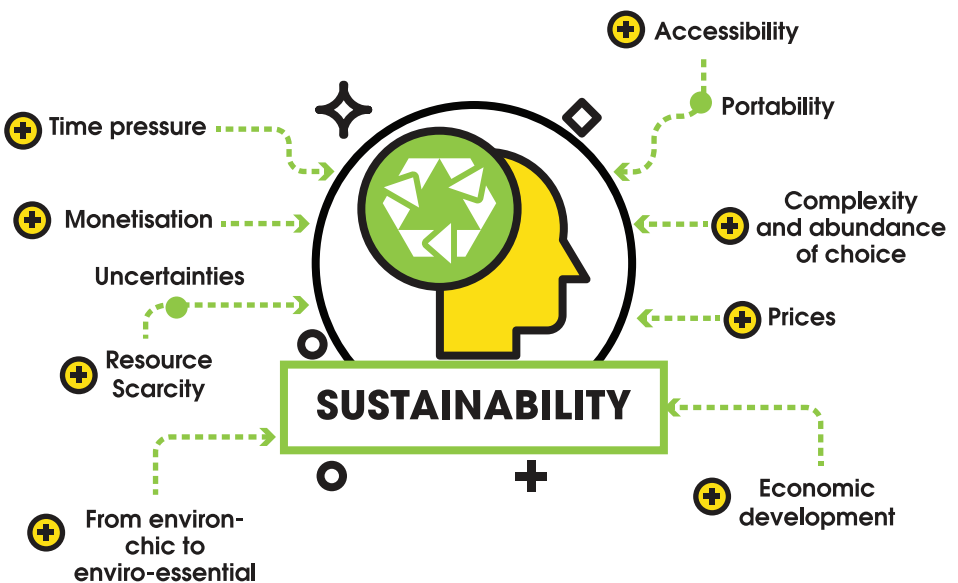 Accessibility
Portability
Time pressure
Monetisation
Complexity
and abundance
of choice
Uncertainties
Prices
Resource
Scarcity
SUSTAINABILITY
Economic
development
From environ-
chic to
enviro-essential